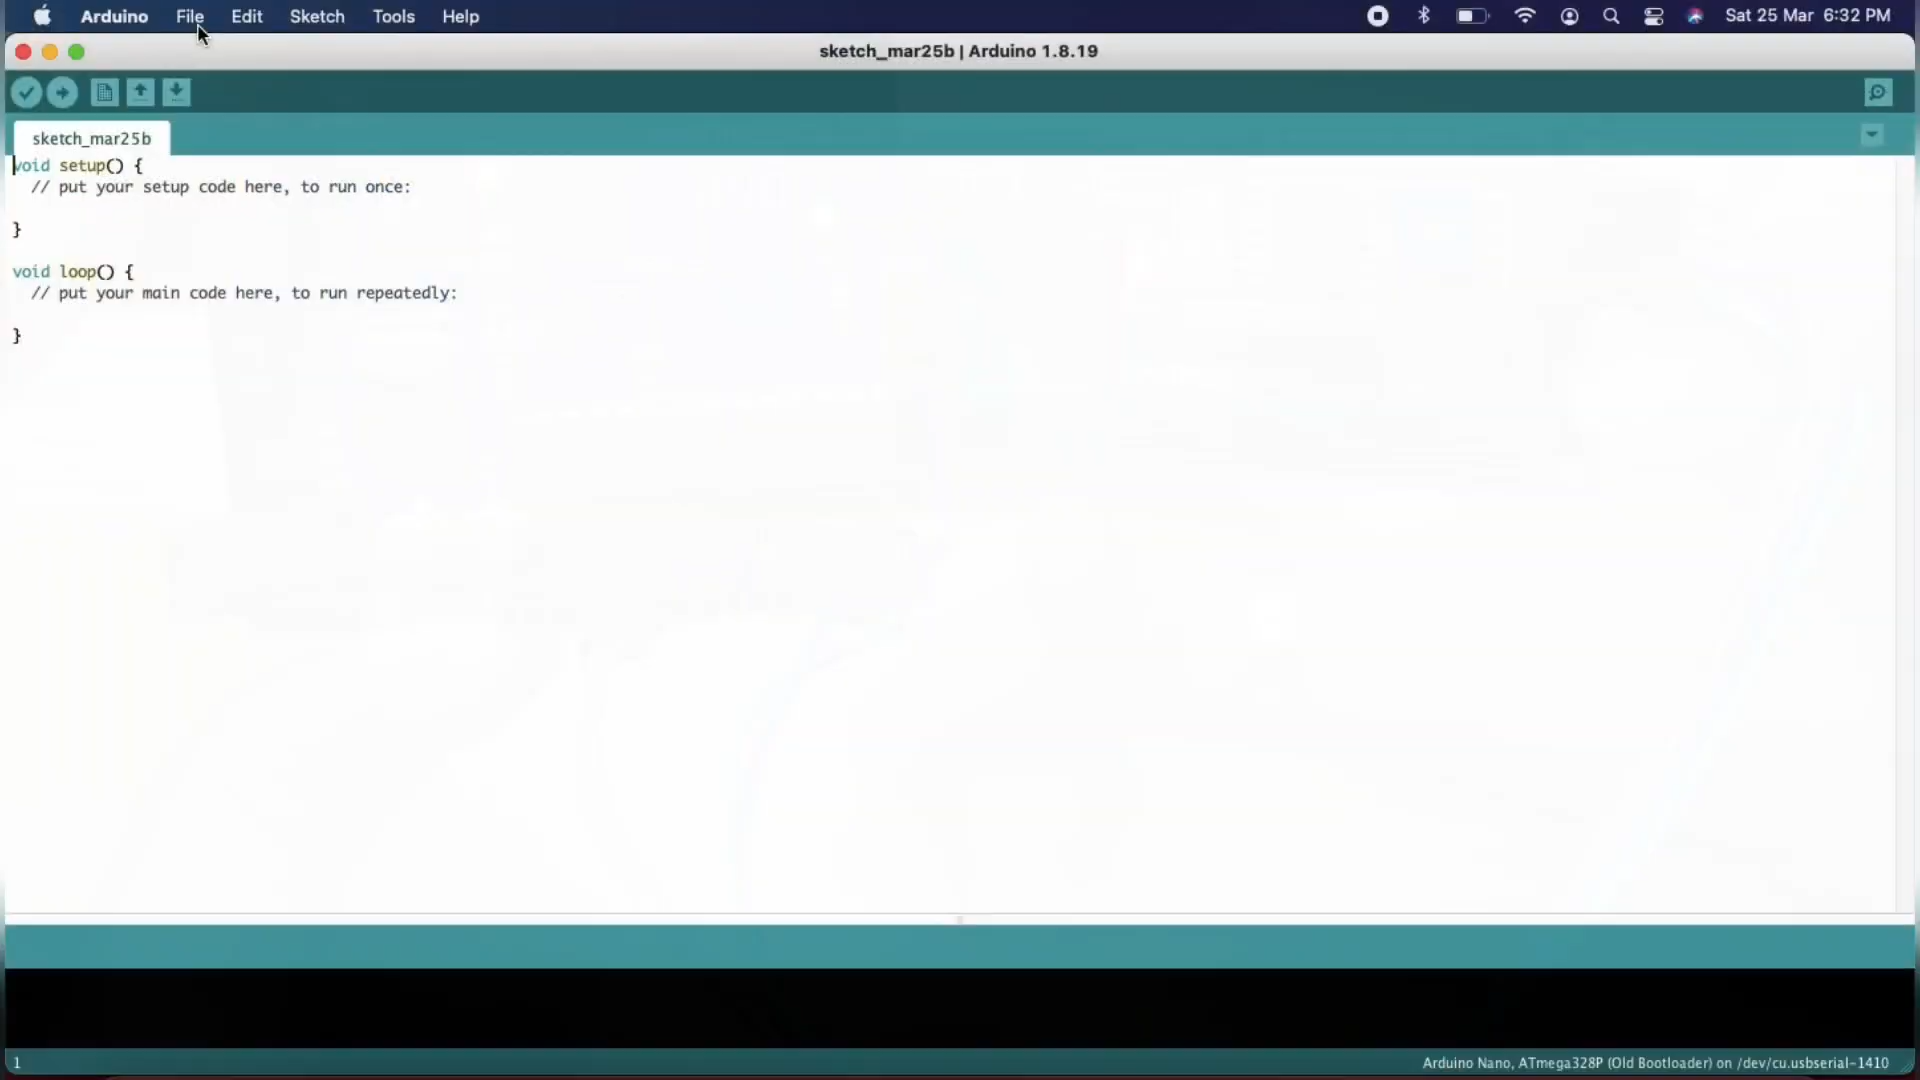 Arduino File Edit Sketch Tools Help Sat 25 Mar 6:32 PM
sketch_mar25b | Arduino 1.8.19
sketch_mar25b
void setup() {
  // put your setup code here, to run once:
}
void loop() {
  // put your main code here, to run repeatedly:
}
1 Arduino Nano, ATmega328P (Old Bootloader) on /dev/cu.usbserial-1410